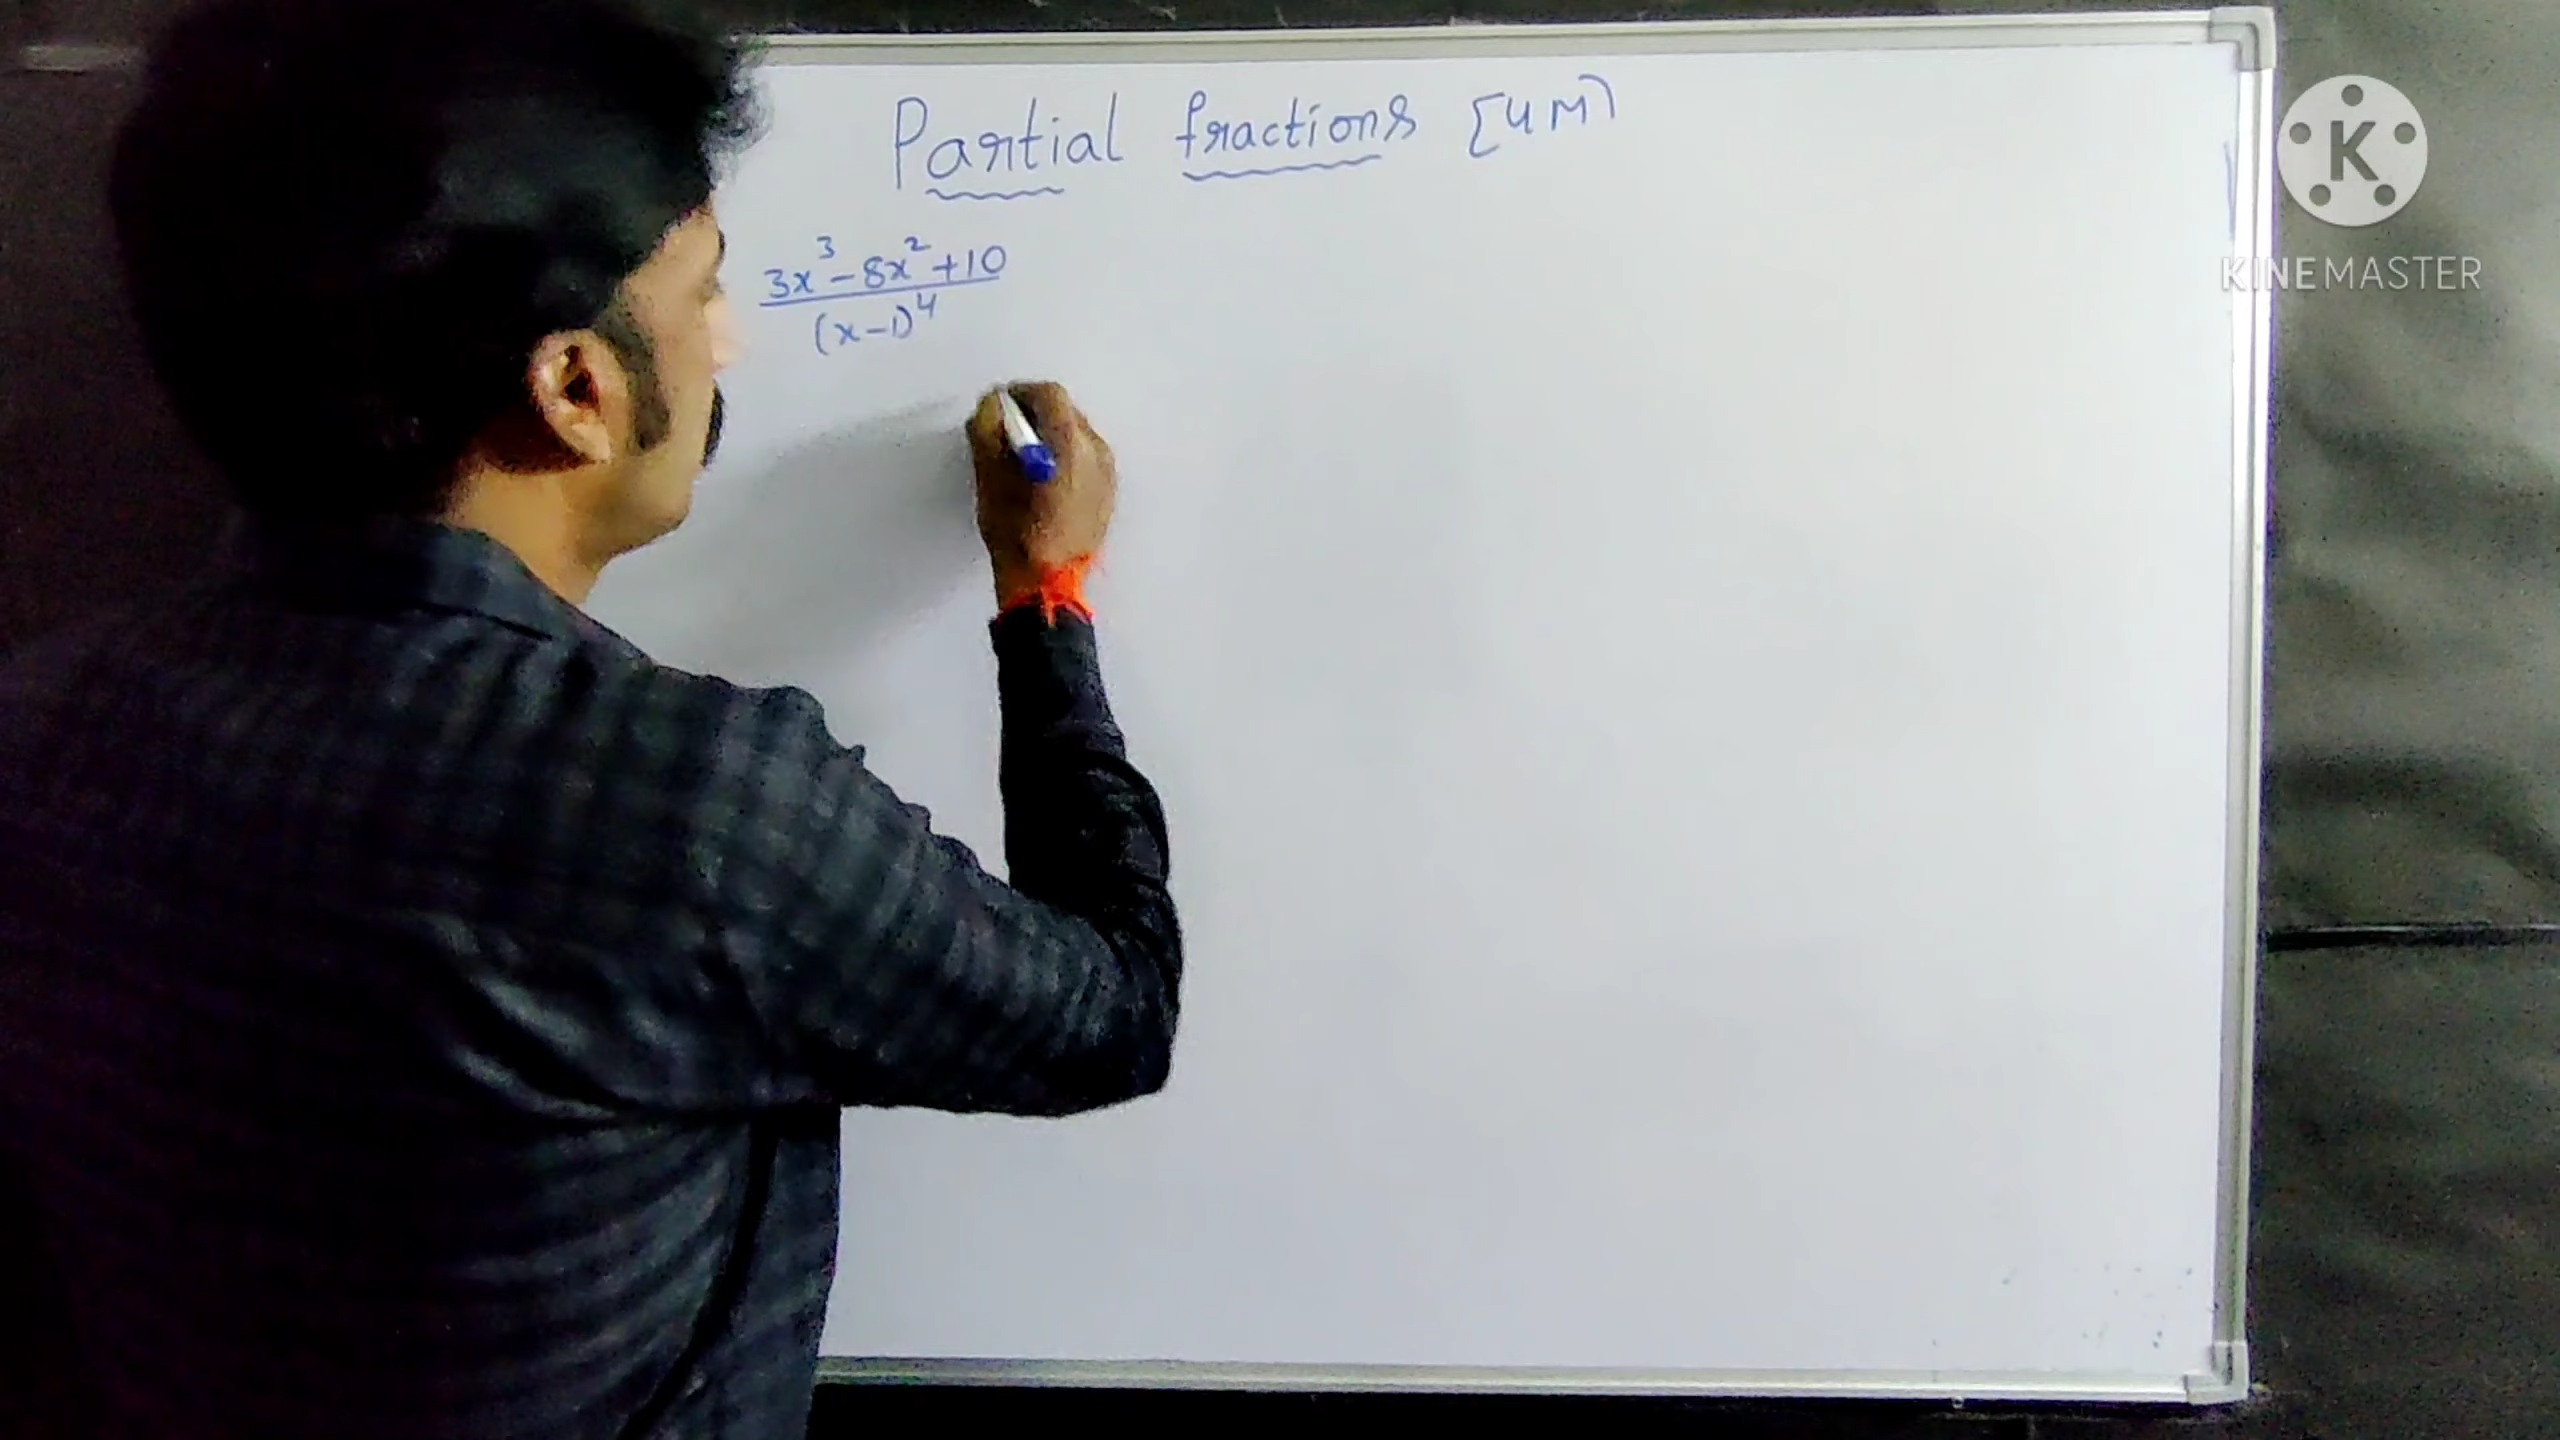 Partial fractions [4M]
3x³-8x²+10
(x-1)⁴
K
KINEMASTER